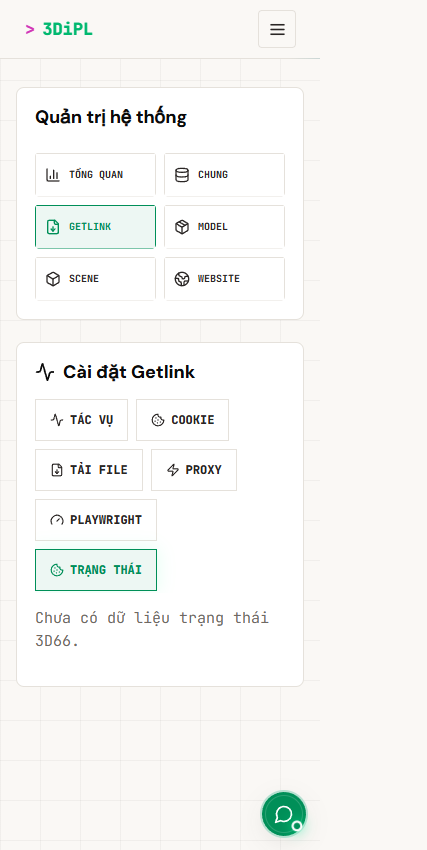 > 3DiPL
Quản trị hệ thống
TỔNG QUAN
CHUNG
GETLINK
MODEL
SCENE
WEBSITE
Cài đặt Getlink
TÁC VỤ
COOKIE
TẢI FILE
PROXY
PLAYWRIGHT
TRẠNG THÁI
Chưa có dữ liệu trạng thái
3D66.